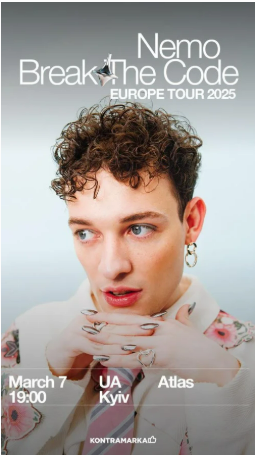 Nemo
Break The Code
EUROPE TOUR 2025
March 7 UA Atlas
19:00 Kyiv
KONTRAMARKA